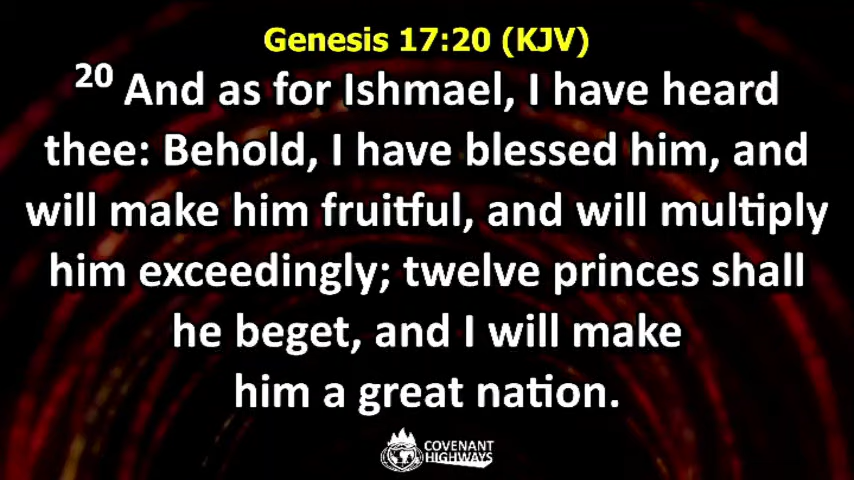 Genesis 17:20 (KJV)
20 And as for Ishmael, I have heard
thee: Behold, I have blessed him, and
will make him fruitful, and will multiply
him exceedingly; twelve princes shall
he beget, and I will make
him a great nation.
COVENANT
HIGHWAYS